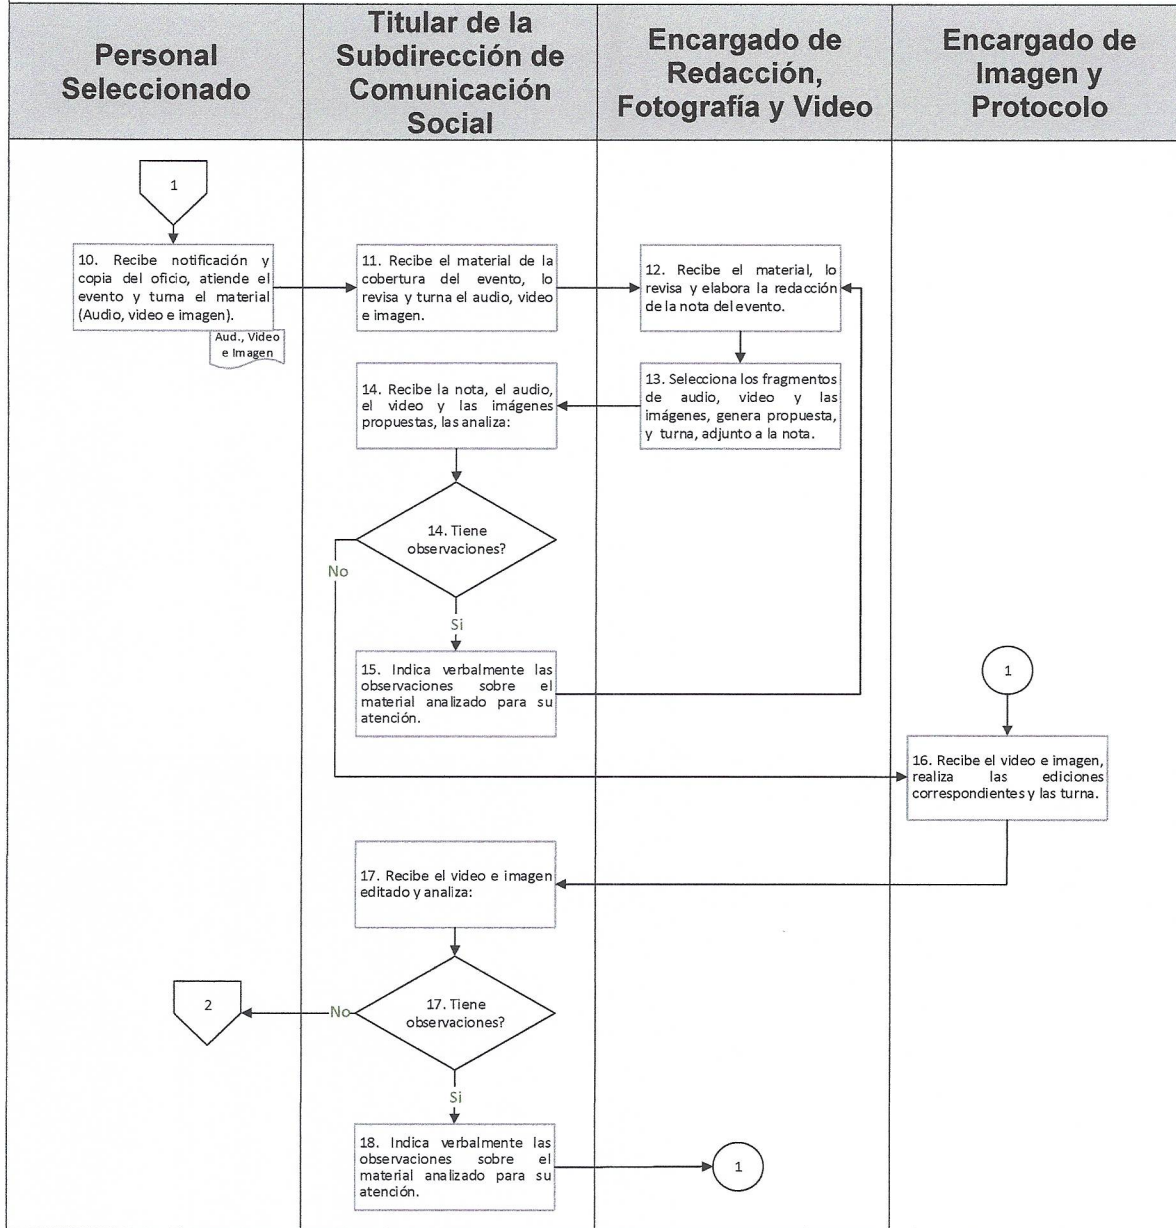 Personal
Seleccionado
Titular de la
Subdirección de
Comunicación
Social
Encargado de
Redacción,
Fotografía y Video
Encargado de
Imagen y
Protocolo
1
10. Recibe notificación y
copia del oficio, atiende el
evento y turna el material
(Audio, video e imagen).
Aud., Video
e Imagen
11. Recibe el material de la
cobertura del evento, lo
revisa y turna el audio, video
e imagen.
12. Recibe el material, lo
revisa y elabora la redacción
de la nota del evento.
13. Selecciona los fragmentos
de audio, video y las
imágenes, genera propuesta,
y turna, adjunto a la nota.
14. Recibe la nota, el audio,
el video y las imágenes
propuestas, las analiza:
14. Tiene
observaciones?
No
Si
15. Indica verbalmente las
observaciones sobre el
material analizado para su
atención.
1
16. Recibe el video e imagen,
realiza las ediciones
correspondientes y las turna.
17. Recibe el video e imagen
editado y analiza:
17. Tiene
observaciones?
No
2
Si
18. Indica verbalmente las
observaciones sobre el
material analizado para su
atención.
1